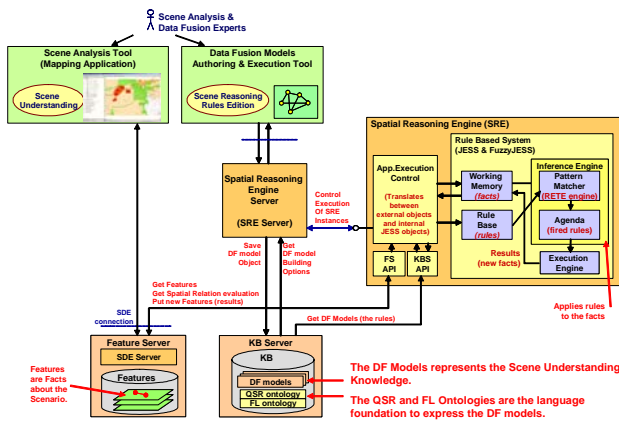 Scene Analysis &
Data Fusion Experts
Scene Analysis Tool
(Mapping Application)
Scene
Understanding
Data Fusion Models
Authoring & Execution Tool
Scene Reasoning
Rules Edition
Spatial Reasoning
Engine
Server
(SRE Server)
Control
Execution
Of SRE
Instances
Spatial Reasoning Engine (SRE)
App.Execution
Control
(Translates
between
external objects
and internal
JESS objects)
FS
API
KBS
API
Rule Based System
(JESS & FuzzyJESS)
Working
Memory
(facts)
Rule
Base
(rules)
Inference Engine
Pattern
Matcher
(RETE engine)
Agenda
(fired rules)
Execution
Engine
Results
(new facts)
Applies rules
to the facts
Save
DF model
Object
Get
DF model
Building
Options
Get Features
Get Spatial Relation evaluation
Put new Features (results)
SDE
connection
Get DF Models (the rules)
Feature Server
SDE Server
Features
Features
are Facts
about the
Scenario.
KB Server
KB
DF models
QSR ontology
FL ontology
The DF Models represents the Scene Understanding
Knowledge.
The QSR and FL Ontologies are the language
foundation to express the DF models.